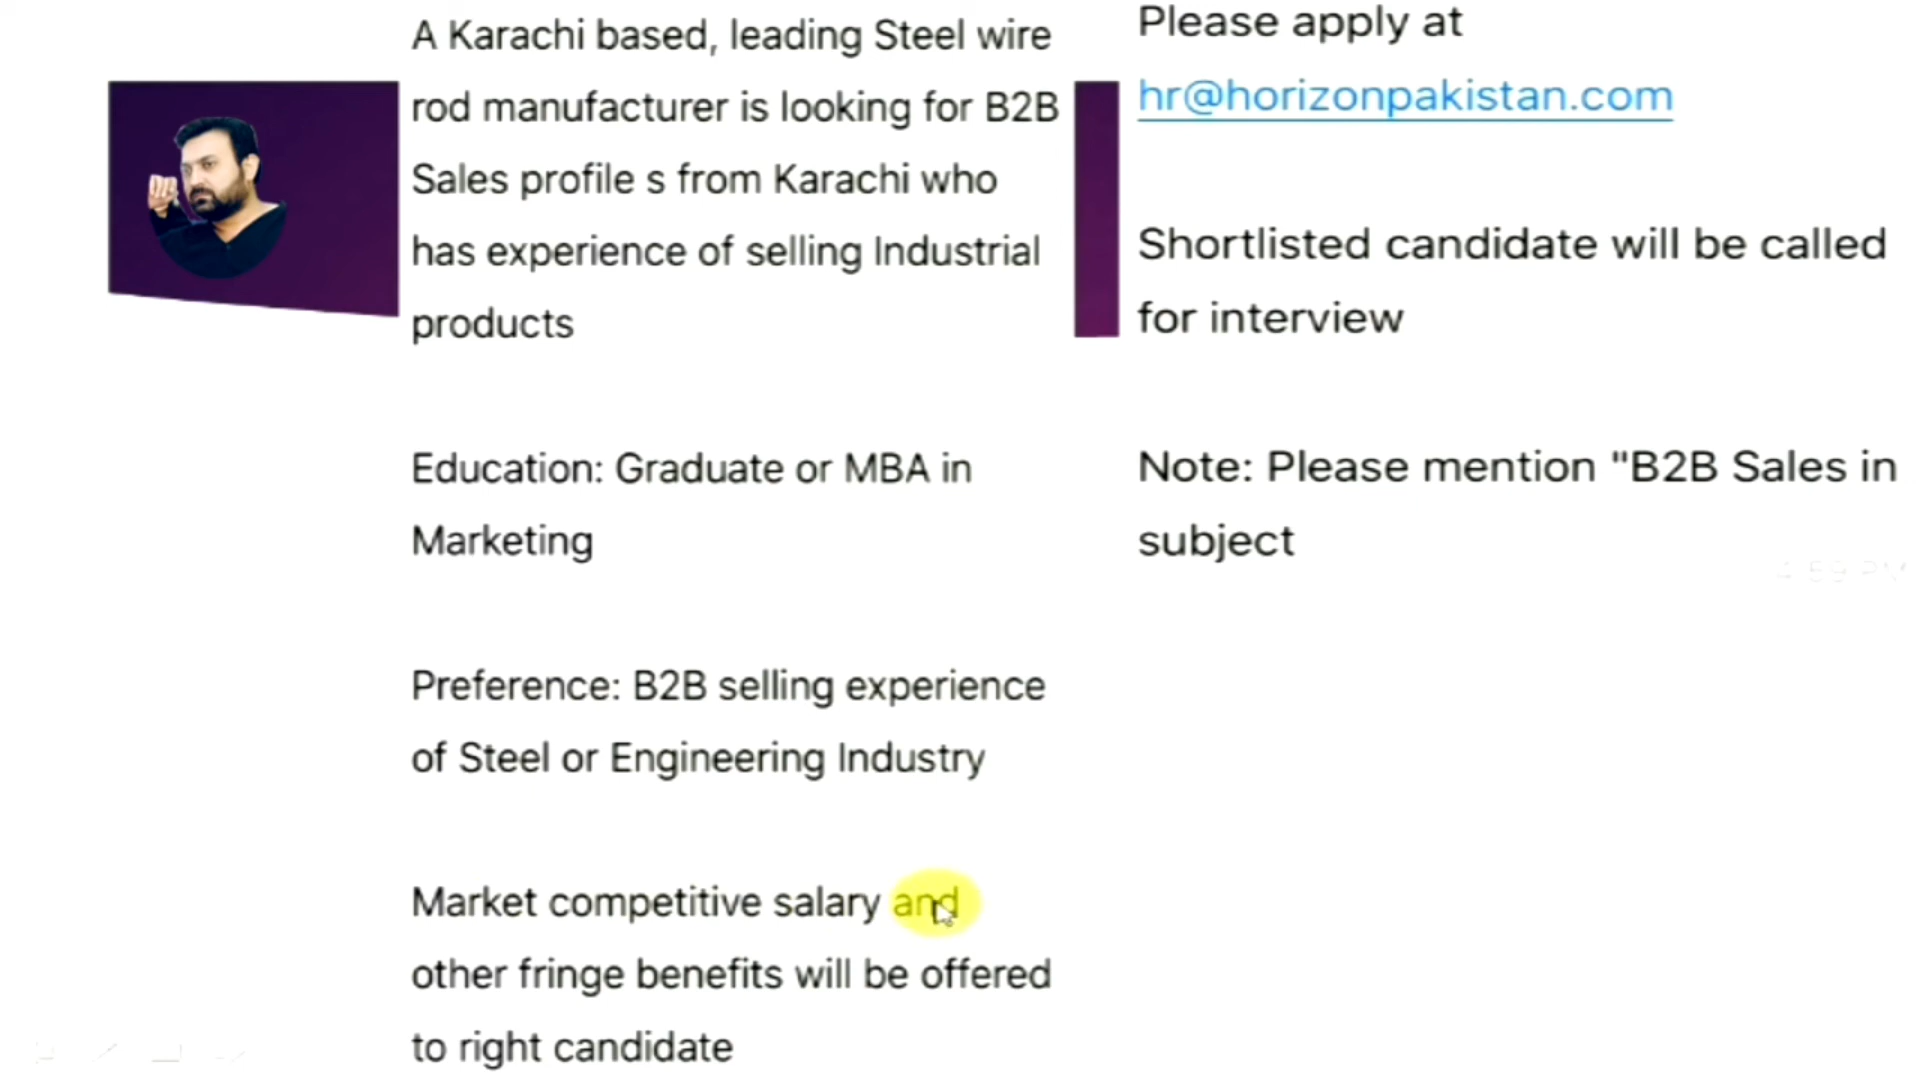 A Karachi based, leading Steel wire
rod manufacturer is looking for B2B
Sales profile s from Karachi who
has experience of selling Industrial
products
Education: Graduate or MBA in
Marketing
Preference: B2B selling experience
of Steel or Engineering Industry
Market competitive salary and
other fringe benefits will be offered
to right candidate
Please apply at
hr@horizonpakistan.com
Shortlisted candidate will be called
for interview
Note: Please mention "B2B Sales in
subject
4:59 PM